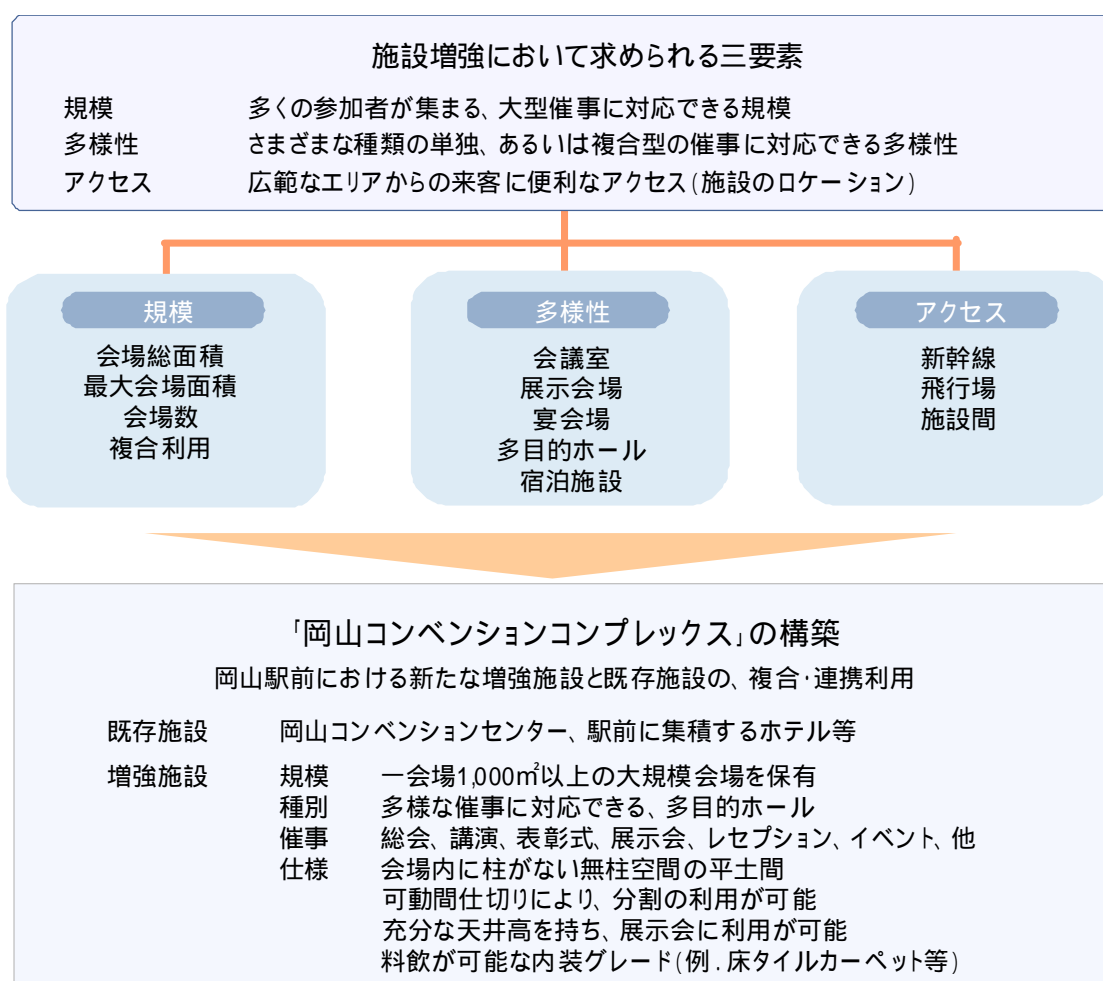 施設増強において求められる三要素
規模 多くの参加者が集まる、大型催事に対応できる規模
多様性 さまざまな種類の単独、あるいは複合型の催事に対応できる多様性
アクセス 広範なエリアからの来客に便利なアクセス(施設のロケーション)
規模
会場総面積
最大会場面積
会場数
複合利用
多様性
会議室
展示会場
宴会場
多目的ホール
宿泊施設
アクセス
新幹線
飛行場
施設間
「岡山コンベンションコンプレックス」の構築
岡山駅前における新たな増強施設と既存施設の、複合・連携利用
既存施設 岡山コンベンションセンター、駅前に集積するホテル等
増強施設 規模 一会場1,000㎡以上の大規模会場を保有
種別 多様な催事に対応できる、多目的ホール
催事 総会、講演、表彰式、展示会、レセプション、イベント、他
仕様 会場内に柱がない無柱空間の平土間
可動間仕切りにより、分割の利用が可能
充分な天井高を持ち、展示会に利用が可能
料飲が可能な内装グレード(例.床タイルカーペット等)